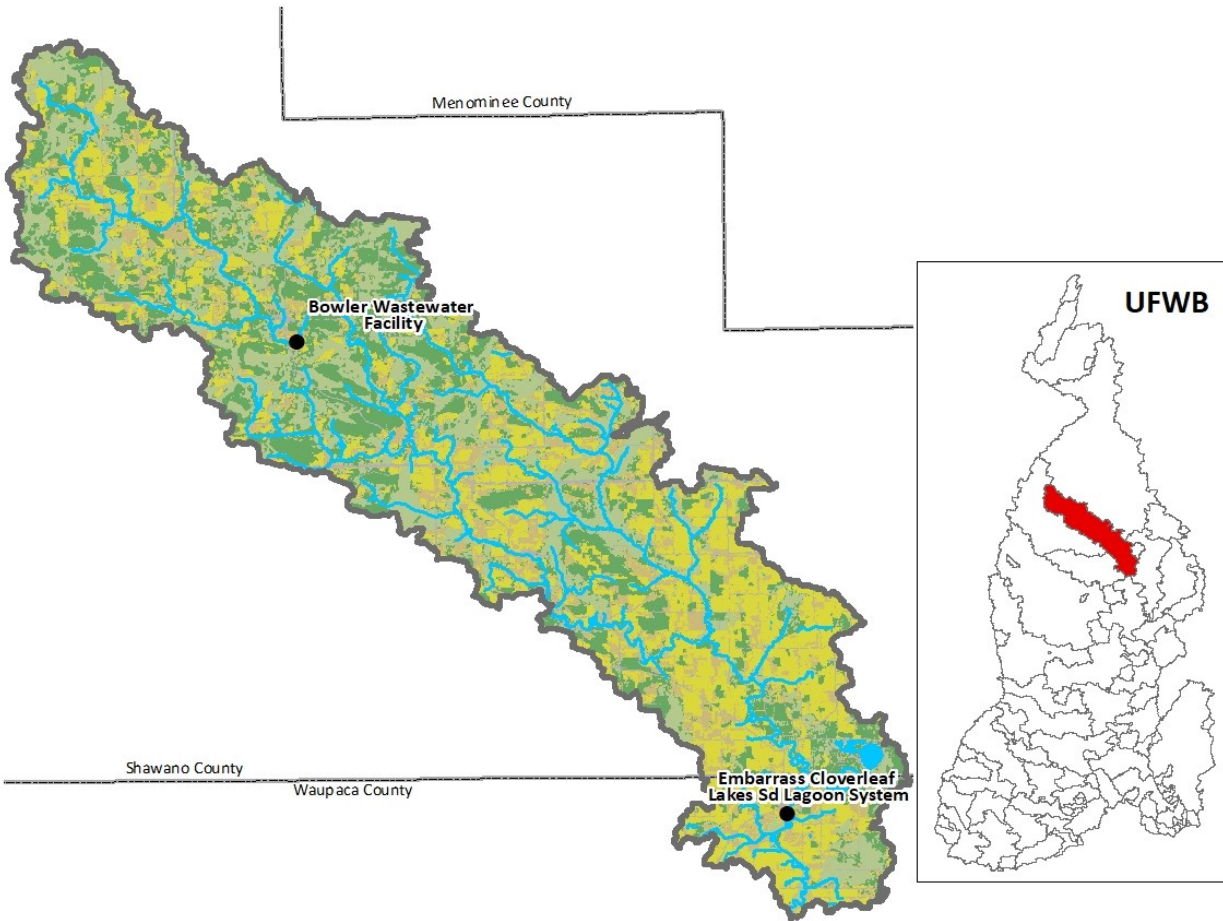 Menominee County
UFWB
Bowler Wastewater
Facility
Shawano County
Waupaca County
Embarrass Cloverleaf
Lakes Sd Lagoon System